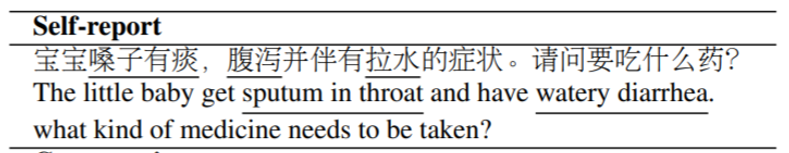 Self-report
宝宝嗓子有痰，腹泻并伴有拉水的症状。请问要吃什么药?
The little baby get sputum in throat and have watery diarrhea.
what kind of medicine needs to be taken?